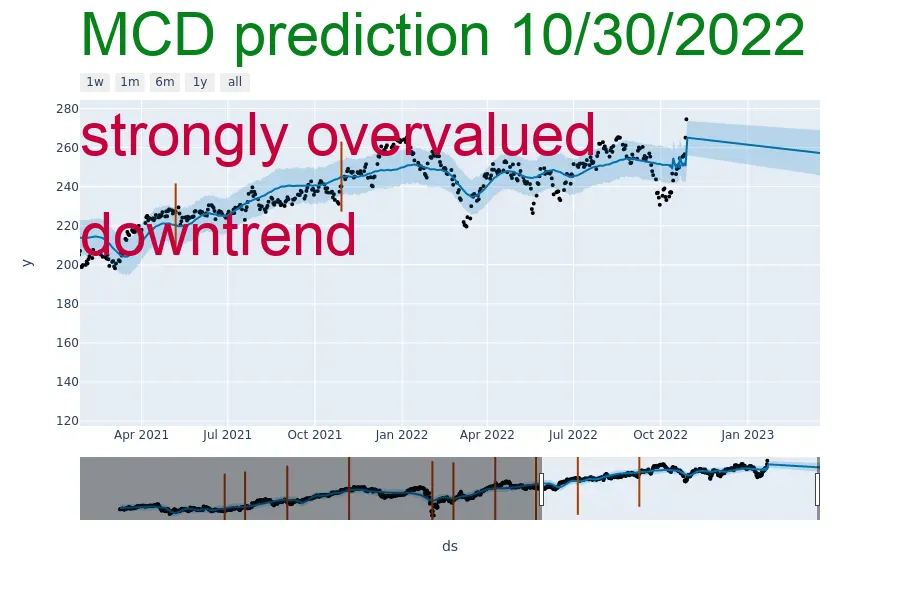 MCD prediction 10/30/2022
1w 1m 6m 1y all
280
strongly overvalued
260
240
220
downtrend
200
y
180
160
140
120
Apr 2021 Jul 2021 Oct 2021 Jan 2022 Apr 2022 Jul 2022 Oct 2022 Jan 2023
ds